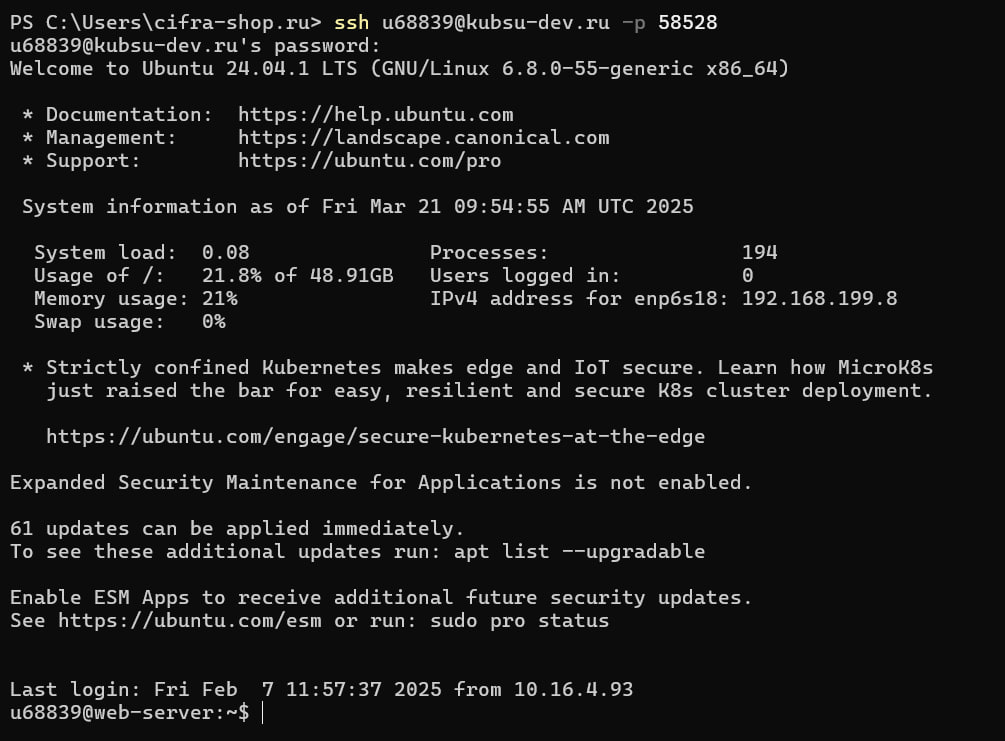 PS C:\Users\cifra-shop.ru> ssh u68839@kubsu-dev.ru -p 58528
u68839@kubsu-dev.ru's password:
Welcome to Ubuntu 24.04.1 LTS (GNU/Linux 6.8.0-55-generic x86_64)
* Documentation:  https://help.ubuntu.com
* Management:     https://landscape.canonical.com
* Support:        https://ubuntu.com/pro
System information as of Fri Mar 21 09:54:55 AM UTC 2025
System load:  0.08               Processes:                194
Usage of /:   21.8% of 48.91GB   Users logged in:          0
Memory usage: 21%                IPv4 address for enp6s18: 192.168.199.8
Swap usage:   0%
* Strictly confined Kubernetes makes edge and IoT secure. Learn how MicroK8s
just raised the bar for easy, resilient and secure K8s cluster deployment.
https://ubuntu.com/engage/secure-kubernetes-at-the-edge
Expanded Security Maintenance for Applications is not enabled.
61 updates can be applied immediately.
To see these additional updates run: apt list --upgradable
Enable ESM Apps to receive additional future security updates.
See https://ubuntu.com/esm or run: sudo pro status
Last login: Fri Feb  7 11:57:37 2025 from 10.16.4.93
u68839@web-server:~$